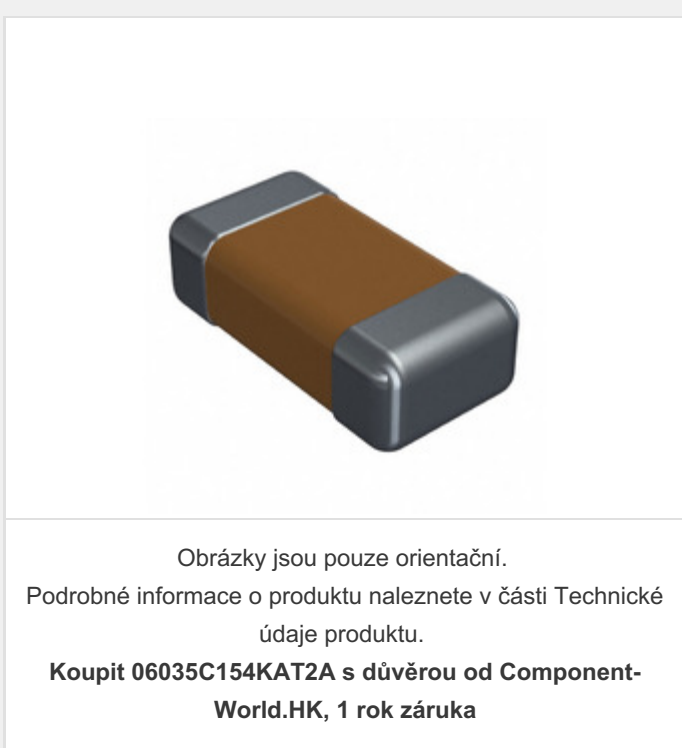 Obrázky jsou pouze orientační.
Podrobné informace o produktu naleznete v části Technické
údaje produktu.
Koupit 06035C154KAT2A s důvěrou od Component-
World.HK, 1 rok záruka